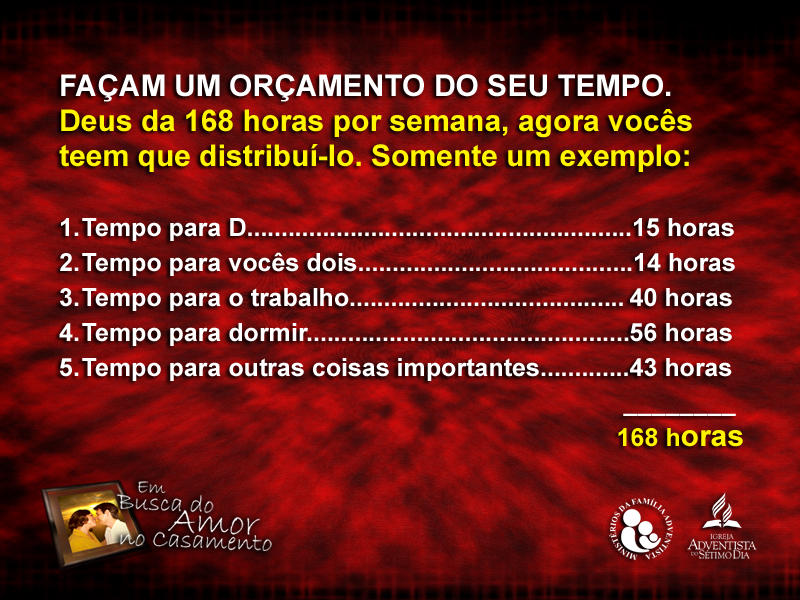 FAÇAM UM ORÇAMENTO DO SEU TEMPO.
Deus da 168 horas por semana, agora vocês
teem que distribuí-lo. Somente um exemplo:
1.Tempo para D........................................................15 horas
2.Tempo para vocês dois........................................14 horas
3.Tempo para o trabalho........................................ 40 horas
4.Tempo para dormir...............................................56 horas
5.Tempo para outras coisas importantes.............43 horas
________
168 horas
Em
Busca do
Amor
no Casamento
MINISTÉRIOS DA FAMÍLIA ADVENTISTA
IGREJA
ADVENTISTA
DO SÉTIMO DIA